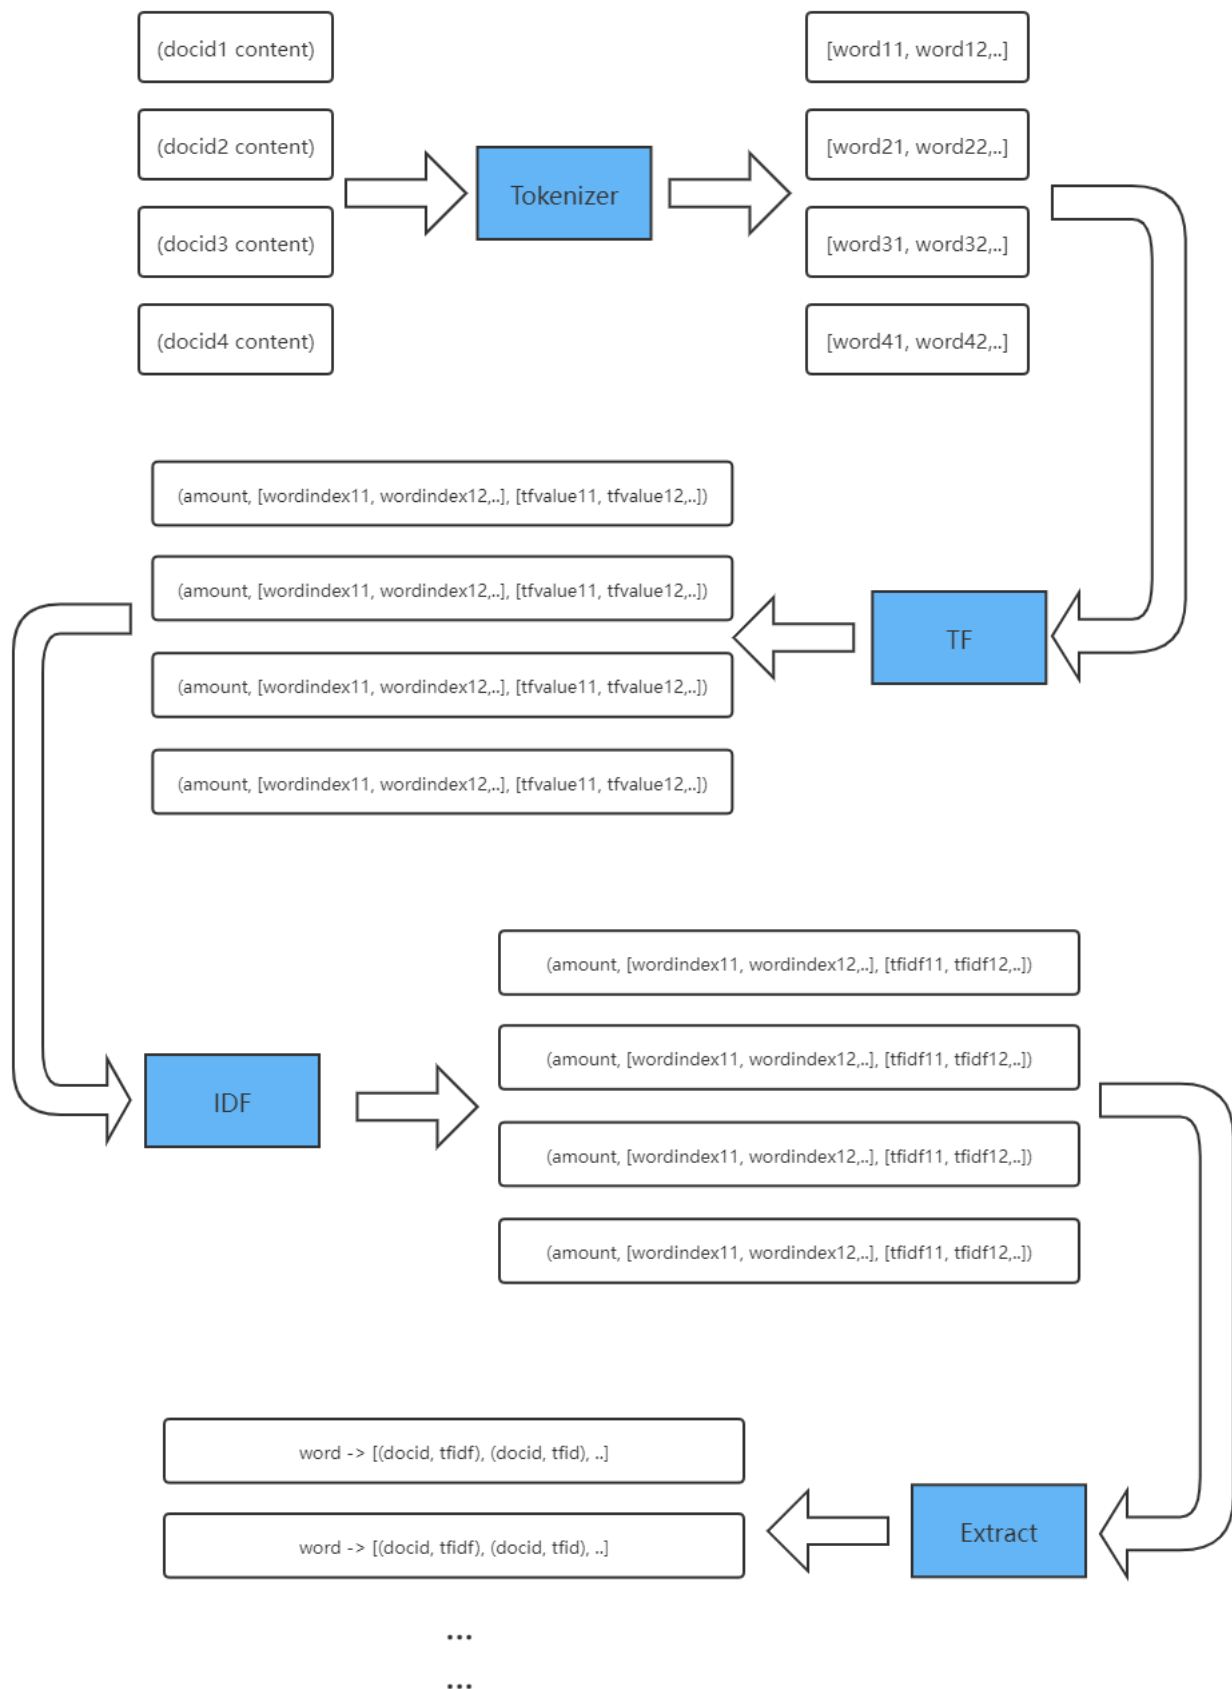 (docid1 content)
(docid2 content)
(docid3 content)
(docid4 content)
Tokenizer
[word11, word12,..]
[word21, word22,..]
[word31, word32,..]
[word41, word42,..]
TF
(amount, [wordindex11, wordindex12,..], [tfvalue11, tfvalue12,..])
(amount, [wordindex11, wordindex12,..], [tfvalue11, tfvalue12,..])
(amount, [wordindex11, wordindex12,..], [tfvalue11, tfvalue12,..])
(amount, [wordindex11, wordindex12,..], [tfvalue11, tfvalue12,..])
IDF
(amount, [wordindex11, wordindex12,..], [tfidf11, tfidf12,..])
(amount, [wordindex11, wordindex12,..], [tfidf11, tfidf12,..])
(amount, [wordindex11, wordindex12,..], [tfidf11, tfidf12,..])
(amount, [wordindex11, wordindex12,..], [tfidf11, tfidf12,..])
Extract
word -> [(docid, tfidf), (docid, tfid), ..]
word -> [(docid, tfidf), (docid, tfid), ..]
...
...